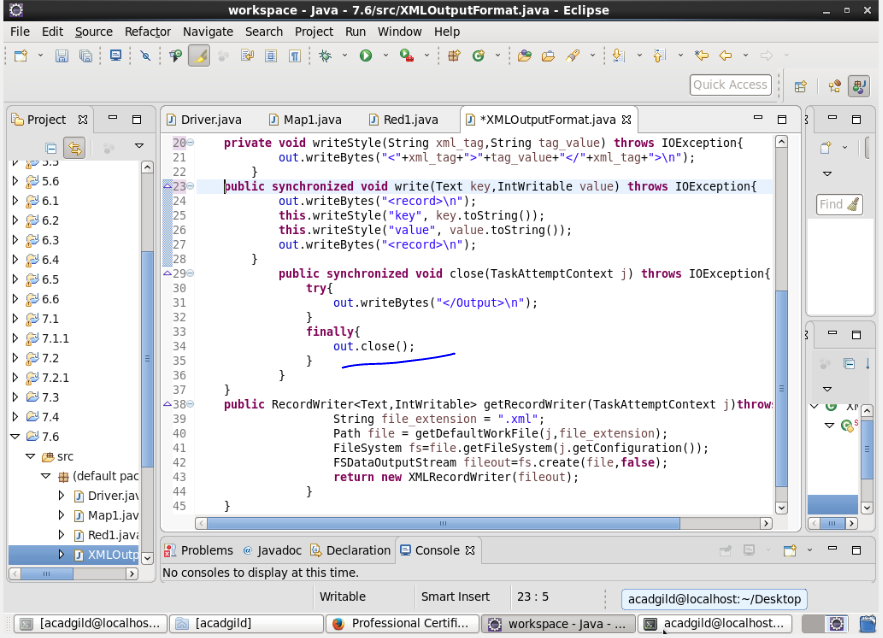 workspace - Java - 7.6/src/XMLOutputFormat.java - Eclipse
File Edit Source Refactor Navigate Search Project Run Window Help
Quick Access
Project
Driver.java
Map1.java
Red1.java
*XMLOutputFormat.java
5.5
5.6
6.1
6.2
6.3
6.4
6.5
6.6
7.1
7.1.1
7.2
7.2.1
7.3
7.4
7.6
src
(default pac
Driver.jav
Map1.jav
Red1.jav
XMLOutp
20 private void writeStyle(String xml_tag,String tag_value) throws IOException{
21 out.writeBytes("<"+xml_tag+">"+tag_value+"</"+xml_tag+">\n");
22 }
23 public synchronized void write(Text key,IntWritable value) throws IOException{
24 out.writeBytes("<record>\n");
25 this.writeStyle("key", key.toString());
26 this.writeStyle("value", value.toString());
27 out.writeBytes("<record>\n");
28 }
29 public synchronized void close(TaskAttemptContext j) throws IOException{
30 try{
31 out.writeBytes("</Output>\n");
32 }
33 finally{
34 out.close();
35 }
36 }
37 }
38 public RecordWriter<Text,IntWritable> getRecordWriter(TaskAttemptContext j)throw
39 String file_extension = ".xml";
40 Path file = getDefaultWorkFile(j,file_extension);
41 FileSystem fs=file.getFileSystem(j.getConfiguration());
42 FSDataOutputStream fileout=fs.create(file,false);
43 return new XMLRecordWriter(fileout);
44 }
45 }
Find
Problems
Javadoc
Declaration
Console
No consoles to display at this time.
Writable
Smart Insert
23 : 5
acadgild@localhost:~/Desktop
[acadgild@localhos...
[acadgild]
Professional Certifi...
workspace - Java - ...
acadgild@localhost:...